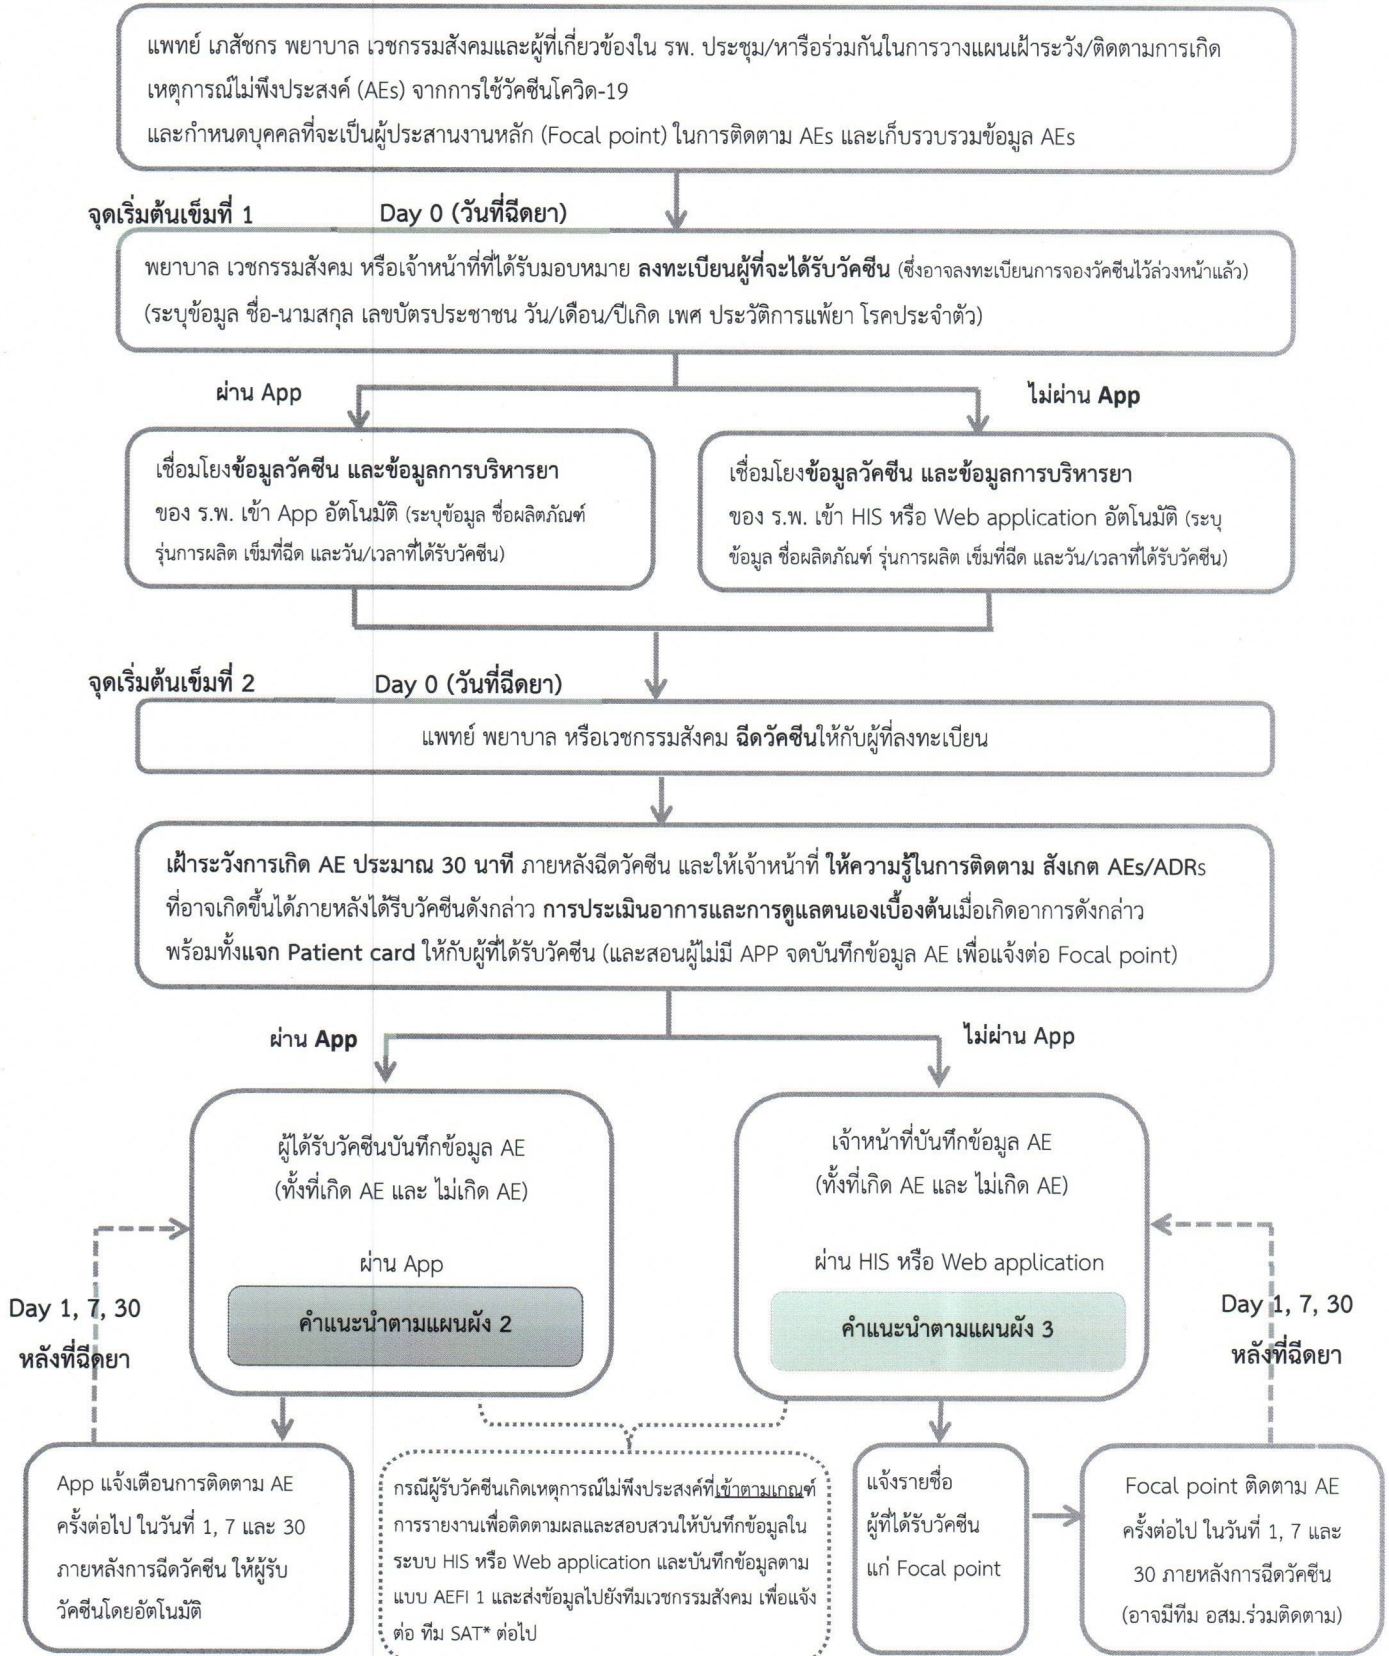 แพทย์ เภสัชกร พยาบาล เวชกรรมสังคมและผู้ที่เกี่ยวข้องใน รพ. ประชุม/หารือร่วมกันในการวางแผนเฝ้าระวัง/ติดตามการเกิด
เหตุการณ์ไม่พึงประสงค์ (AEs) จากการใช้วัคซีนโควิด-19
และกำหนดบุคคลที่จะเป็นผู้ประสานงานหลัก (Focal point) ในการติดตาม AEs และเก็บรวบรวมข้อมูล AEs
จุดเริ่มต้นเข็มที่ 1
Day 0 (วันที่ฉีดยา)
พยาบาล เวชกรรมสังคม หรือเจ้าหน้าที่ที่ได้รับมอบหมาย ลงทะเบียนผู้ที่จะได้รับวัคซีน (ซึ่งอาจลงทะเบียนการจองวัคซีนไว้ล่วงหน้าแล้ว)
(ระบุข้อมูล ชื่อ-นามสกุล เลขบัตรประชาชน วัน/เดือน/ปีเกิด เพศ ประวัติการแพ้ยา โรคประจำตัว)
ผ่าน App
ไม่ผ่าน App
เชื่อมโยงข้อมูลวัคซีน และข้อมูลการบริหารยา
ของ ร.พ. เข้า App อัตโนมัติ (ระบุข้อมูล ชื่อผลิตภัณฑ์
รุ่นการผลิต เข็มที่ฉีด และวัน/เวลาที่ได้รับวัคซีน)
เชื่อมโยงข้อมูลวัคซีน และข้อมูลการบริหารยา
ของ ร.พ. เข้า HIS หรือ Web application อัตโนมัติ (ระบุ
ข้อมูล ชื่อผลิตภัณฑ์ รุ่นการผลิต เข็มที่ฉีด และวัน/เวลาที่ได้รับวัคซีน)
จุดเริ่มต้นเข็มที่ 2
Day 0 (วันที่ฉีดยา)
แพทย์ พยาบาล หรือเวชกรรมสังคม ฉีดวัคซีนให้กับผู้ที่ลงทะเบียน
เฝ้าระวังการเกิด AE ประมาณ 30 นาที ภายหลังฉีดวัคซีน และให้เจ้าหน้าที่ ให้ความรู้ในการติดตาม สังเกต AEs/ADRs
ที่อาจเกิดขึ้นได้ภายหลังได้รีบวัคซีนดังกล่าว การประเมินอาการและการดูแลตนเองเบื้องต้นเมื่อเกิดอาการดังกล่าว
พร้อมทั้งแจก Patient card ให้กับผู้ที่ได้รับวัคซีน (และสอนผู้ไม่มี APP จดบันทึกข้อมูล AE เพื่อแจ้งต่อ Focal point)
ผ่าน App
ไม่ผ่าน App
ผู้ได้รับวัคซีนบันทึกข้อมูล AE
(ทั้งที่เกิด AE และ ไม่เกิด AE)
ผ่าน App
คำแนะนำตามแผนผัง 2
เจ้าหน้าที่บันทึกข้อมูล AE
(ทั้งที่เกิด AE และ ไม่เกิด AE)
ผ่าน HIS หรือ Web application
คำแนะนำตามแผนผัง 3
Day 1, 7, 30
หลังที่ฉีดยา
Day 1, 7, 30
หลังที่ฉีดยา
App แจ้งเตือนการติดตาม AE
ครั้งต่อไป ในวันที่ 1, 7 และ 30
ภายหลังการฉีดวัคซีน ให้ผู้รับ
วัคซีนโดยอัตโนมัติ
กรณีผู้รับวัคซีนเกิดเหตุการณ์ไม่พึงประสงค์ที่เข้าตามเกณฑ์
การรายงานเพื่อติดตามผลและสอบสวนให้บันทึกข้อมูลใน
ระบบ HIS หรือ Web application และบันทึกข้อมูลตาม
แบบ AEFI 1 และส่งข้อมูลไปยังทีมเวชกรรมสังคม เพื่อแจ้ง
ต่อ ทีม SAT* ต่อไป
แจ้งรายชื่อ
ผู้ที่ได้รับวัคซีน
แก่ Focal point
Focal point ติดตาม AE
ครั้งต่อไป ในวันที่ 1, 7 และ
30 ภายหลังการฉีดวัคซีน
(อาจมีทีม อสม.ร่วมติดตาม)